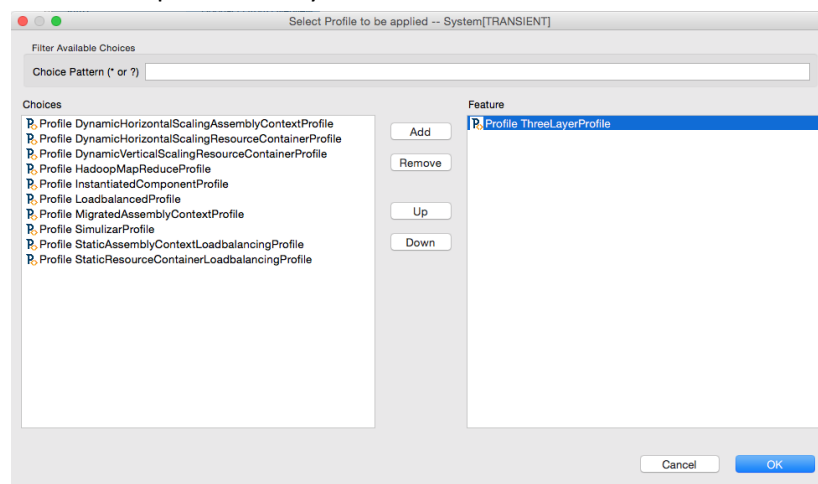 Select Profile to be applied -- System[TRANSIENT]
Filter Available Choices
Choice Pattern (* or ?)
Choices
Profile DynamicHorizontalScalingAssemblyContextProfile
Profile DynamicHorizontalScalingResourceContainerProfile
Profile DynamicVerticalScalingResourceContainerProfile
Profile HadoopMapReduceProfile
Profile InstantiatedComponentProfile
Profile LoadbalancedProfile
Profile MigratedAssemblyContextProfile
Profile SimulizarProfile
Profile StaticAssemblyContextLoadbalancingProfile
Profile StaticResourceContainerLoadbalancingProfile
Add
Remove
Up
Down
Feature
Profile ThreeLayerProfile
Cancel
OK